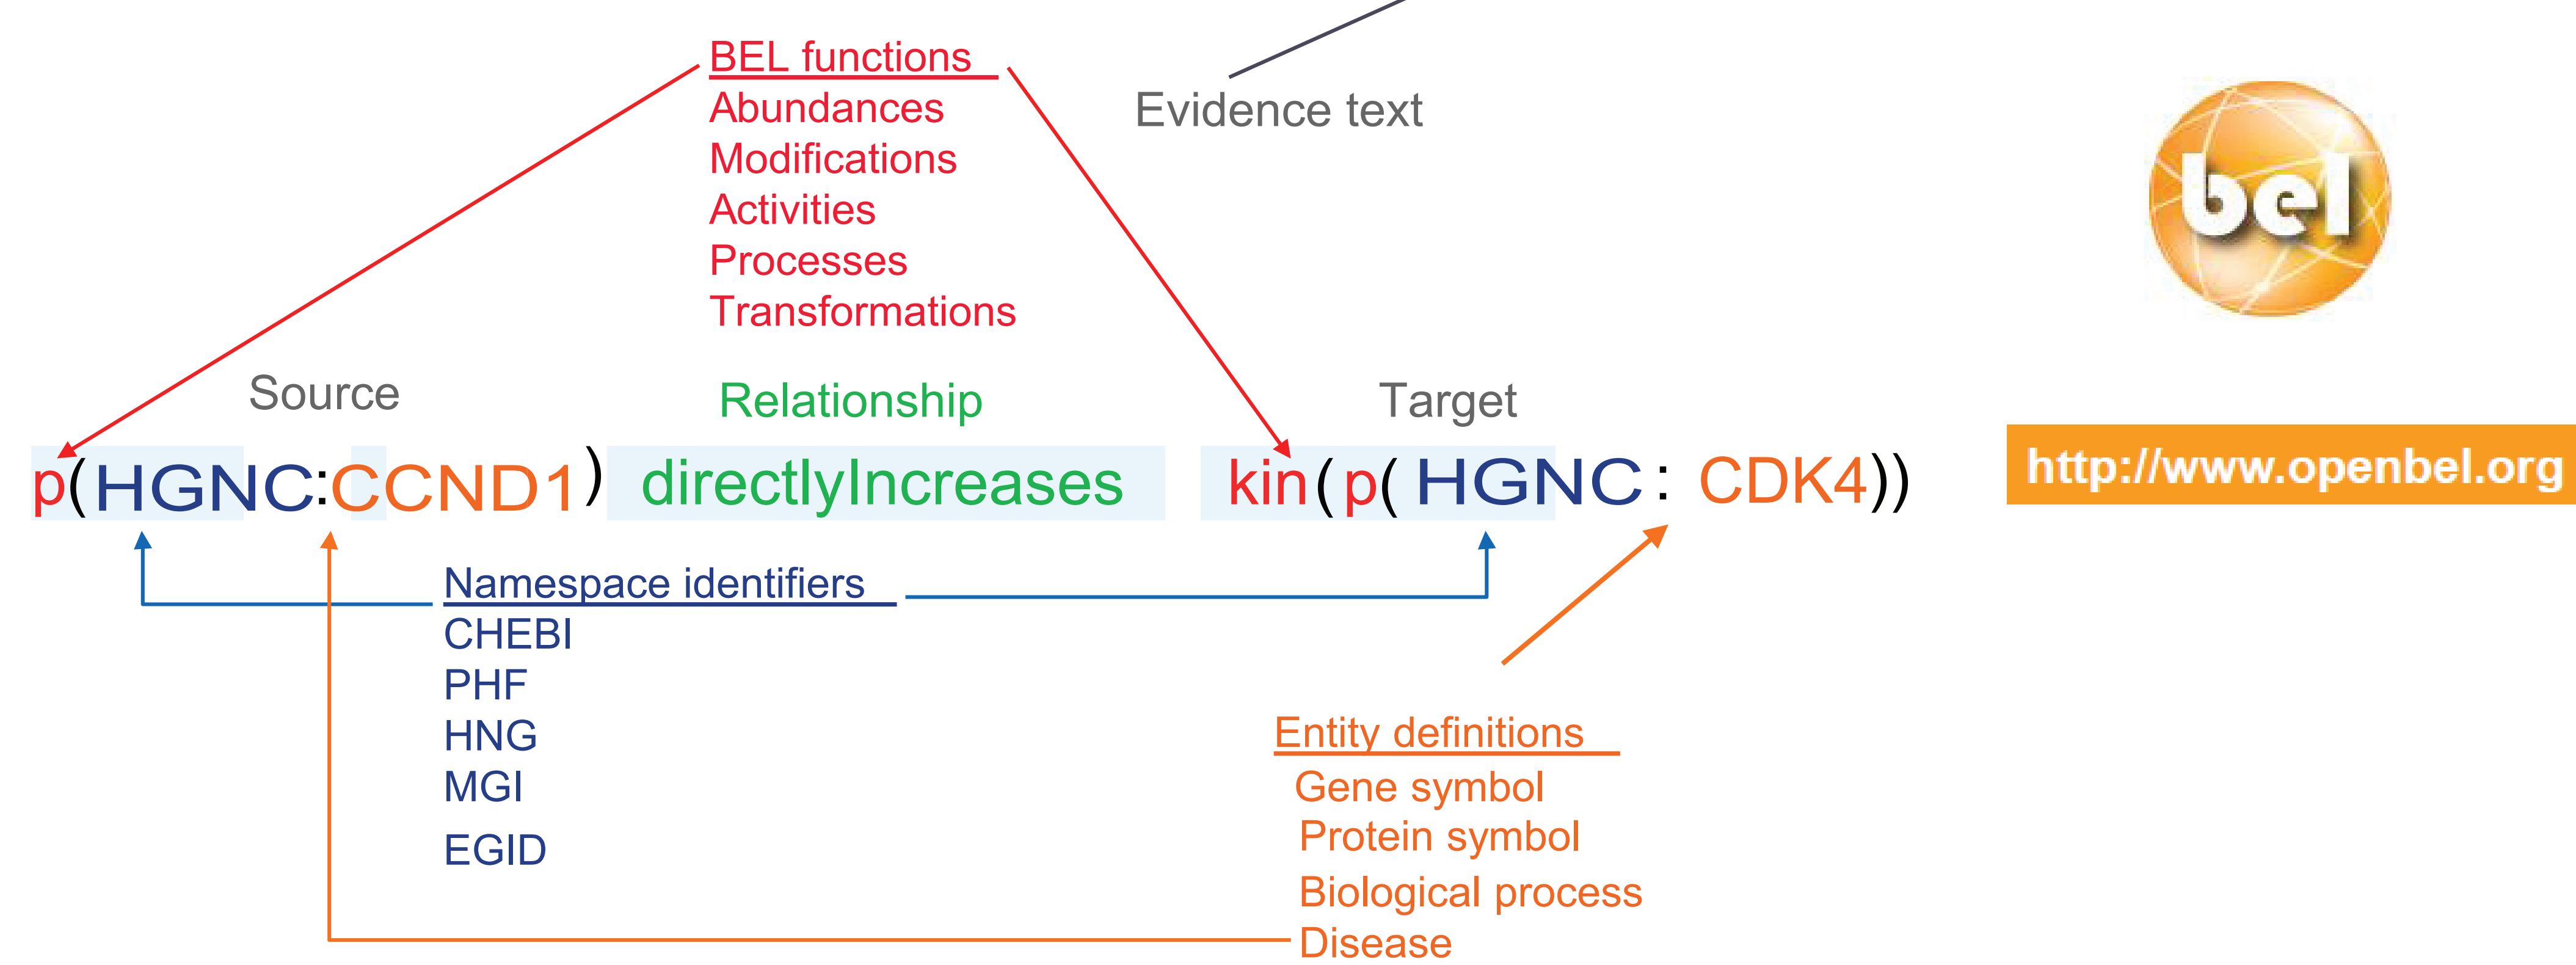 BEL functions
Abundances
Modifications
Activities
Processes
Transformations
Evidence text
bel
Source
Relationship
Target
p(HGNC:CCND1) directlyIncreases kin(p(HGNC: CDK4))
http://www.openbel.org
Namespace identifiers
CHEBI
PHF
HNG
MGI
EGID
Entity definitions
Gene symbol
Protein symbol
Biological process
Disease